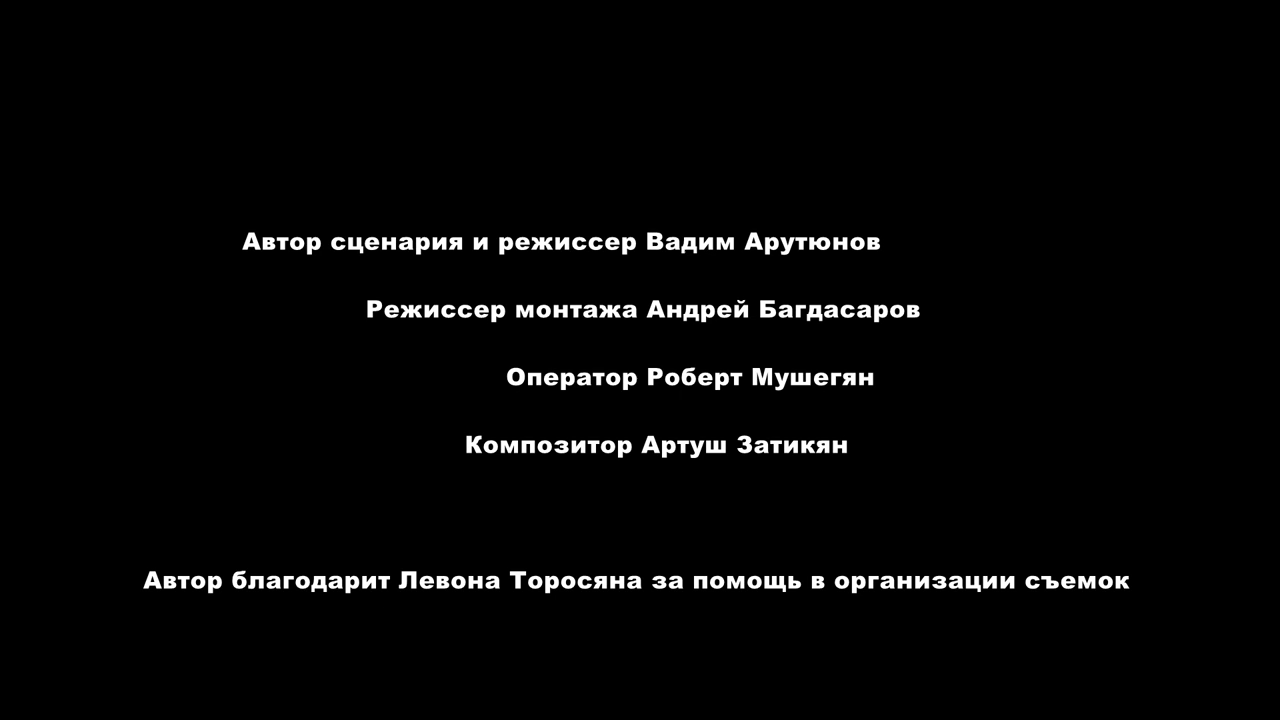 Автор сценария и режиссер Вадим Арутюнов
Режиссер монтажа Андрей Багдасаров
Оператор Роберт Мушегян
Композитор Артуш Затикян
Автор благодарит Левона Торосяна за помощь в организации съемок